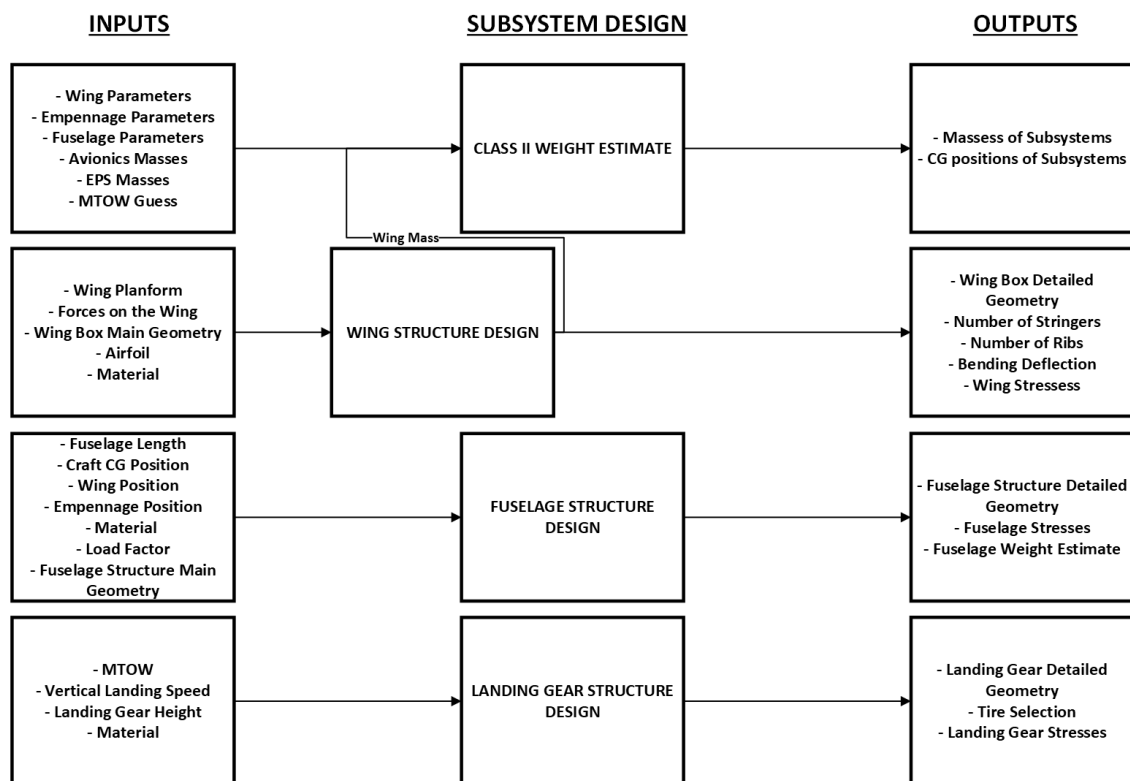 INPUTS
SUBSYSTEM DESIGN
OUTPUTS
- Wing Parameters
- Empennage Parameters
- Fuselage Parameters
- Avionics Masses
- EPS Masses
- MTOW Guess
CLASS II WEIGHT ESTIMATE
- Massess of Subsystems
- CG positions of Subsystems
Wing Mass
- Wing Planform
- Forces on the Wing
- Wing Box Main Geometry
- Airfoil
- Material
WING STRUCTURE DESIGN
- Wing Box Detailed
Geometry
- Number of Stringers
- Number of Ribs
- Bending Deflection
- Wing Stressess
- Fuselage Length
- Craft CG Position
- Wing Position
- Empennage Position
- Material
- Load Factor
- Fuselage Structure Main
Geometry
FUSELAGE STRUCTURE
DESIGN
- Fuselage Structure Detailed
Geometry
- Fuselage Stresses
- Fuselage Weight Estimate
- MTOW
- Vertical Landing Speed
- Landing Gear Height
- Material
LANDING GEAR STRUCTURE
DESIGN
- Landing Gear Detailed
Geometry
- Tire Selection
- Landing Gear Stresses